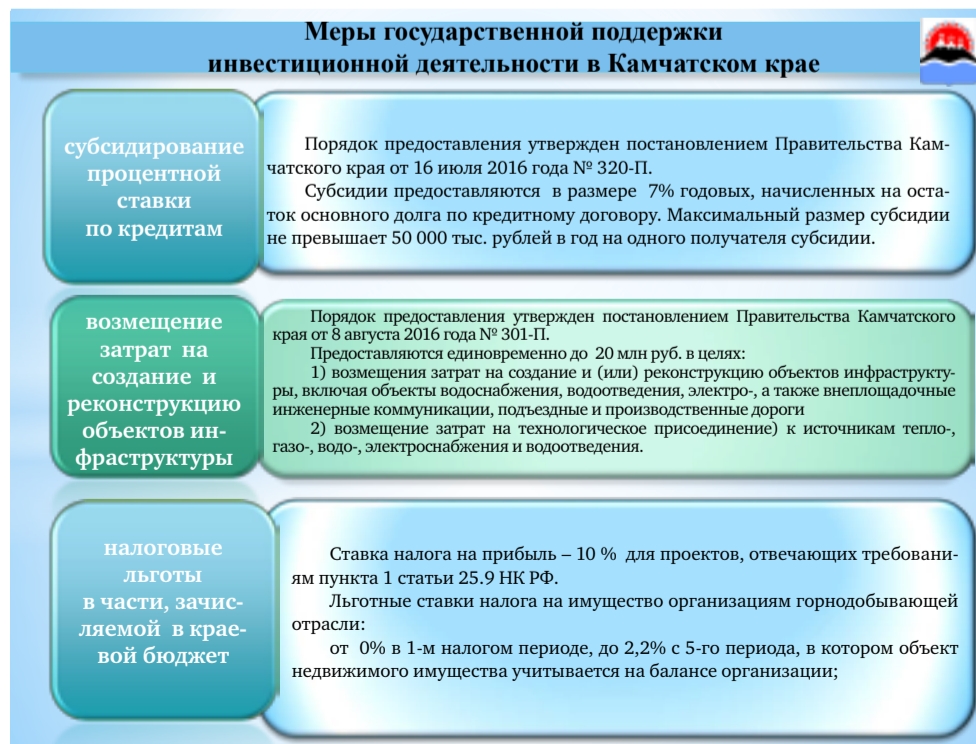 Меры государственной поддержки
инвестиционной деятельности в Камчатском крае
субсидирование
процентной
ставки
по кредитам
Порядок предоставления утвержден постановлением Правительства Кам-
чатского края от 16 июля 2016 года № 320-П.
Субсидии предоставляются в размере 7% годовых, начисленных на оста-
ток основного долга по кредитному договору. Максимальный размер субсидии
не превышает 50 000 тыс. рублей в год на одного получателя субсидии.
возмещение
затрат на
создание и
реконструкцию
объектов ин-
фраструктуры
Порядок предоставления утвержден постановлением Правительства Камчатского
края от 8 августа 2016 года № 301-П.
Предоставляются единовременно до 20 млн руб. в целях:
1) возмещения затрат на создание и (или) реконструкцию объектов инфраструкту-
ры, включая объекты водоснабжения, водоотведения, электро-, а также внеплощадочные
инженерные коммуникации, подъездные и производственные дороги
2) возмещение затрат на технологическое присоединение) к источникам тепло-,
газо-, водо-, электроснабжения и водоотведения.
налоговые
льготы
в части, зачис-
ляемой в крае-
вой бюджет
Ставка налога на прибыль – 10 % для проектов, отвечающих требовани-
ям пункта 1 статьи 25.9 НК РФ.
Льготные ставки налога на имущество организациям горнодобывающей
отрасли:
от 0% в 1-м налогом периоде, до 2,2% с 5-го периода, в котором объект
недвижимого имущества учитывается на балансе организации;